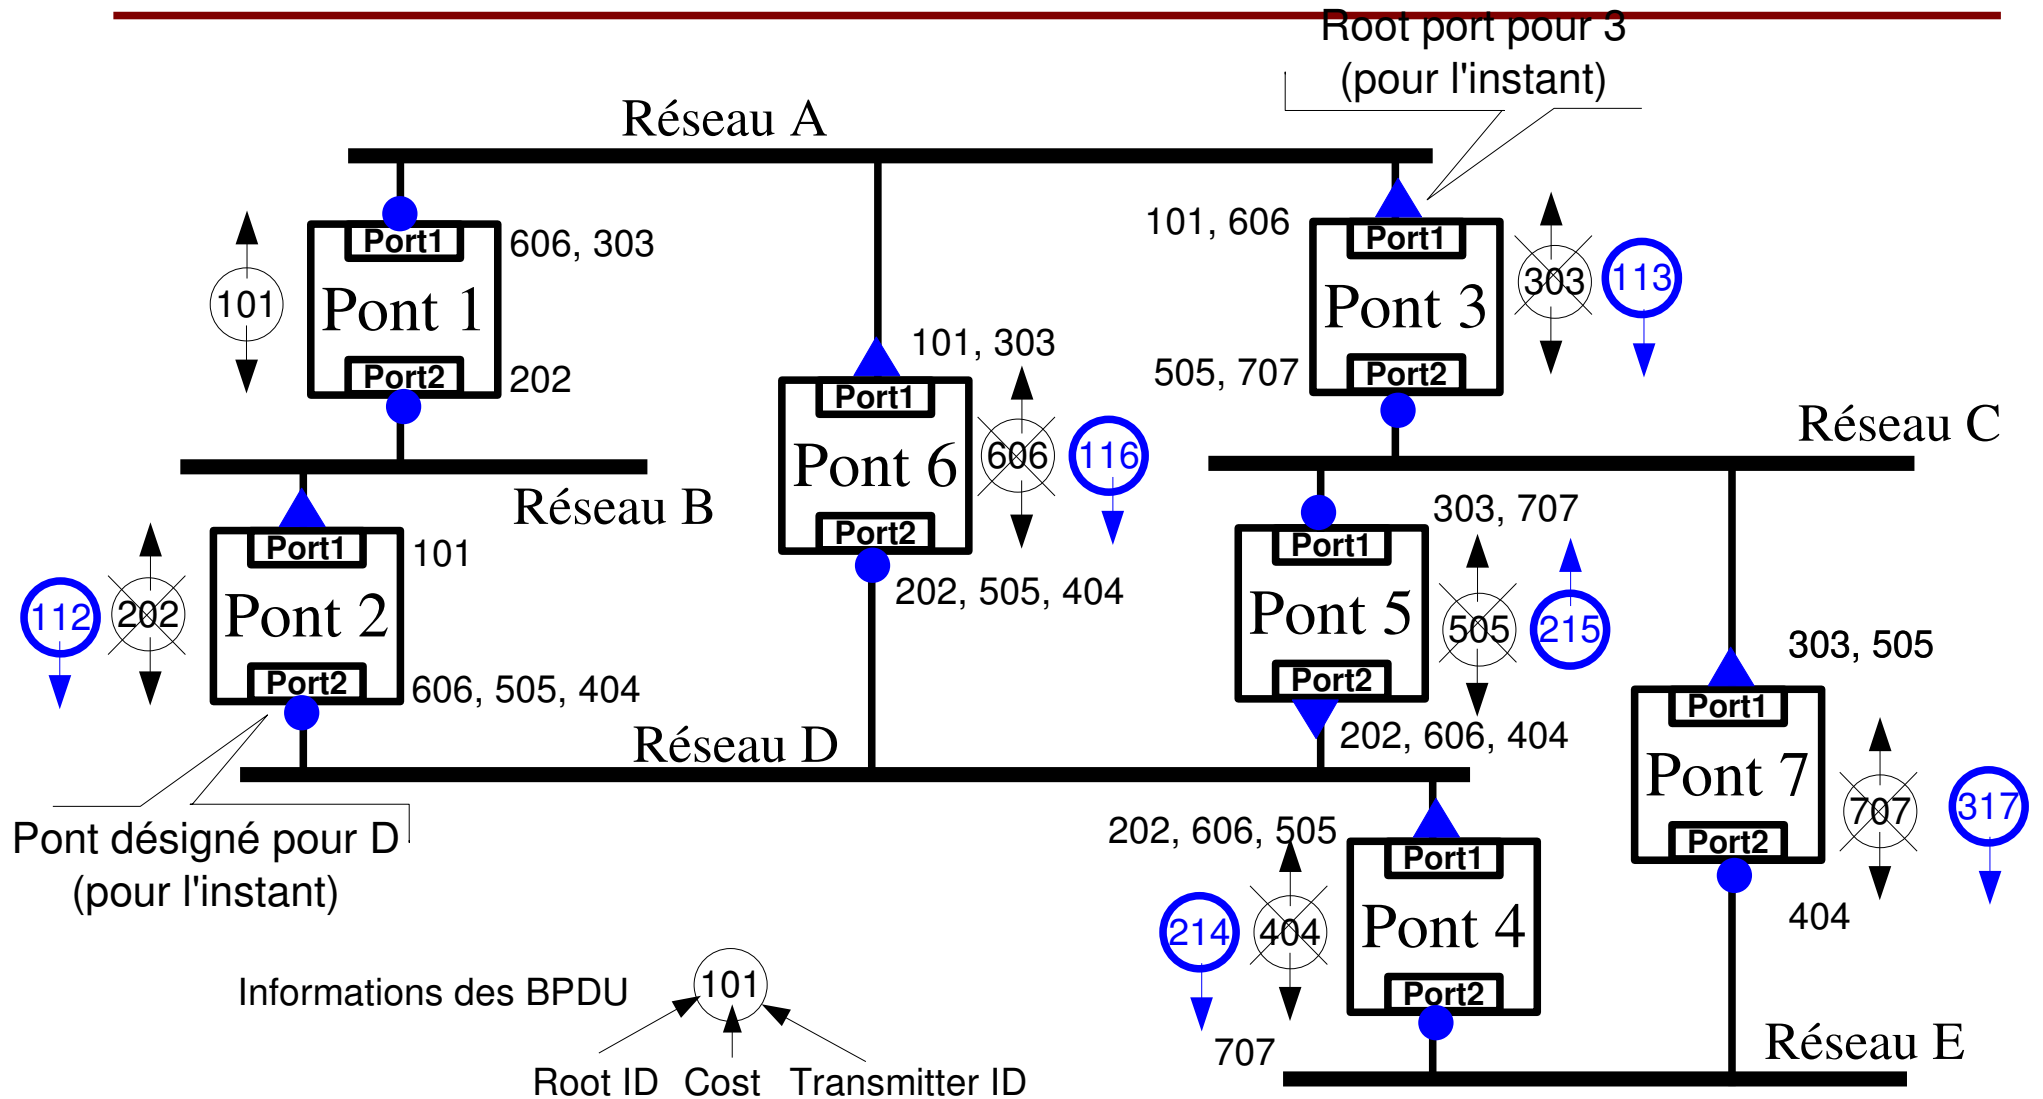 Root port pour 3
(pour l'instant)
Réseau A
Port1
606, 303
101
Pont 1
Port2
202
101, 606
Port1
303
113
Pont 3
505, 707
Port2
101, 303
Port1
606
116
Pont 6
Port2
202, 505, 404
Réseau C
Réseau B
Port1
101
112
202
Pont 2
Port2
606, 505, 404
303, 707
Port1
Pont 5
505
215
Port2
202, 606, 404
303, 505
Port1
Pont 7
707
317
Port2
404
Réseau D
Pont désigné pour D
(pour l'instant)
202, 606, 505
Port1
214
404
Pont 4
Port2
707
Réseau E
Informations des BPDU
101
Root ID Cost Transmitter ID